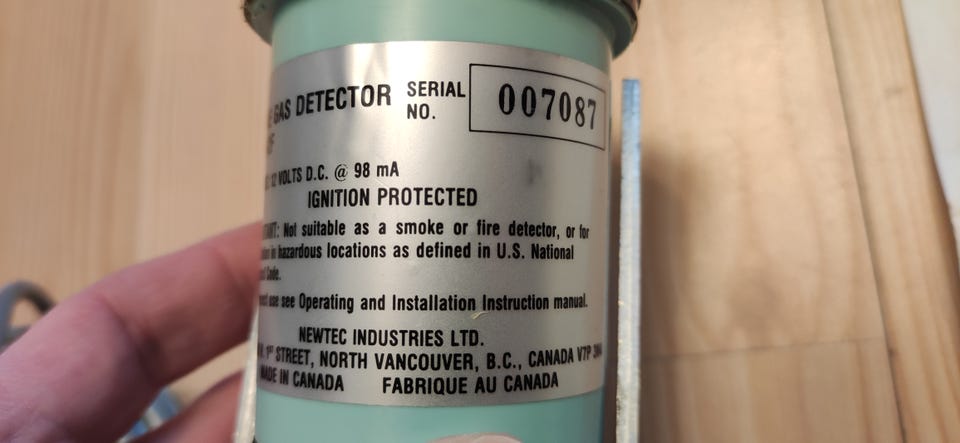 GAS DETECTOR
SERIAL NO.
007087
12 VOLTS D.C. @ 98 mA
IGNITION PROTECTED
Not suitable as a smoke or fire detector, or for
in hazardous locations as defined in U.S. National
Code.
use see Operating and Installation Instruction manual.
NEWTEC INDUSTRIES LTD.
1ST STREET, NORTH VANCOUVER, B.C., CANADA V7P
MADE IN CANADA FABRIQUE AU CANADA